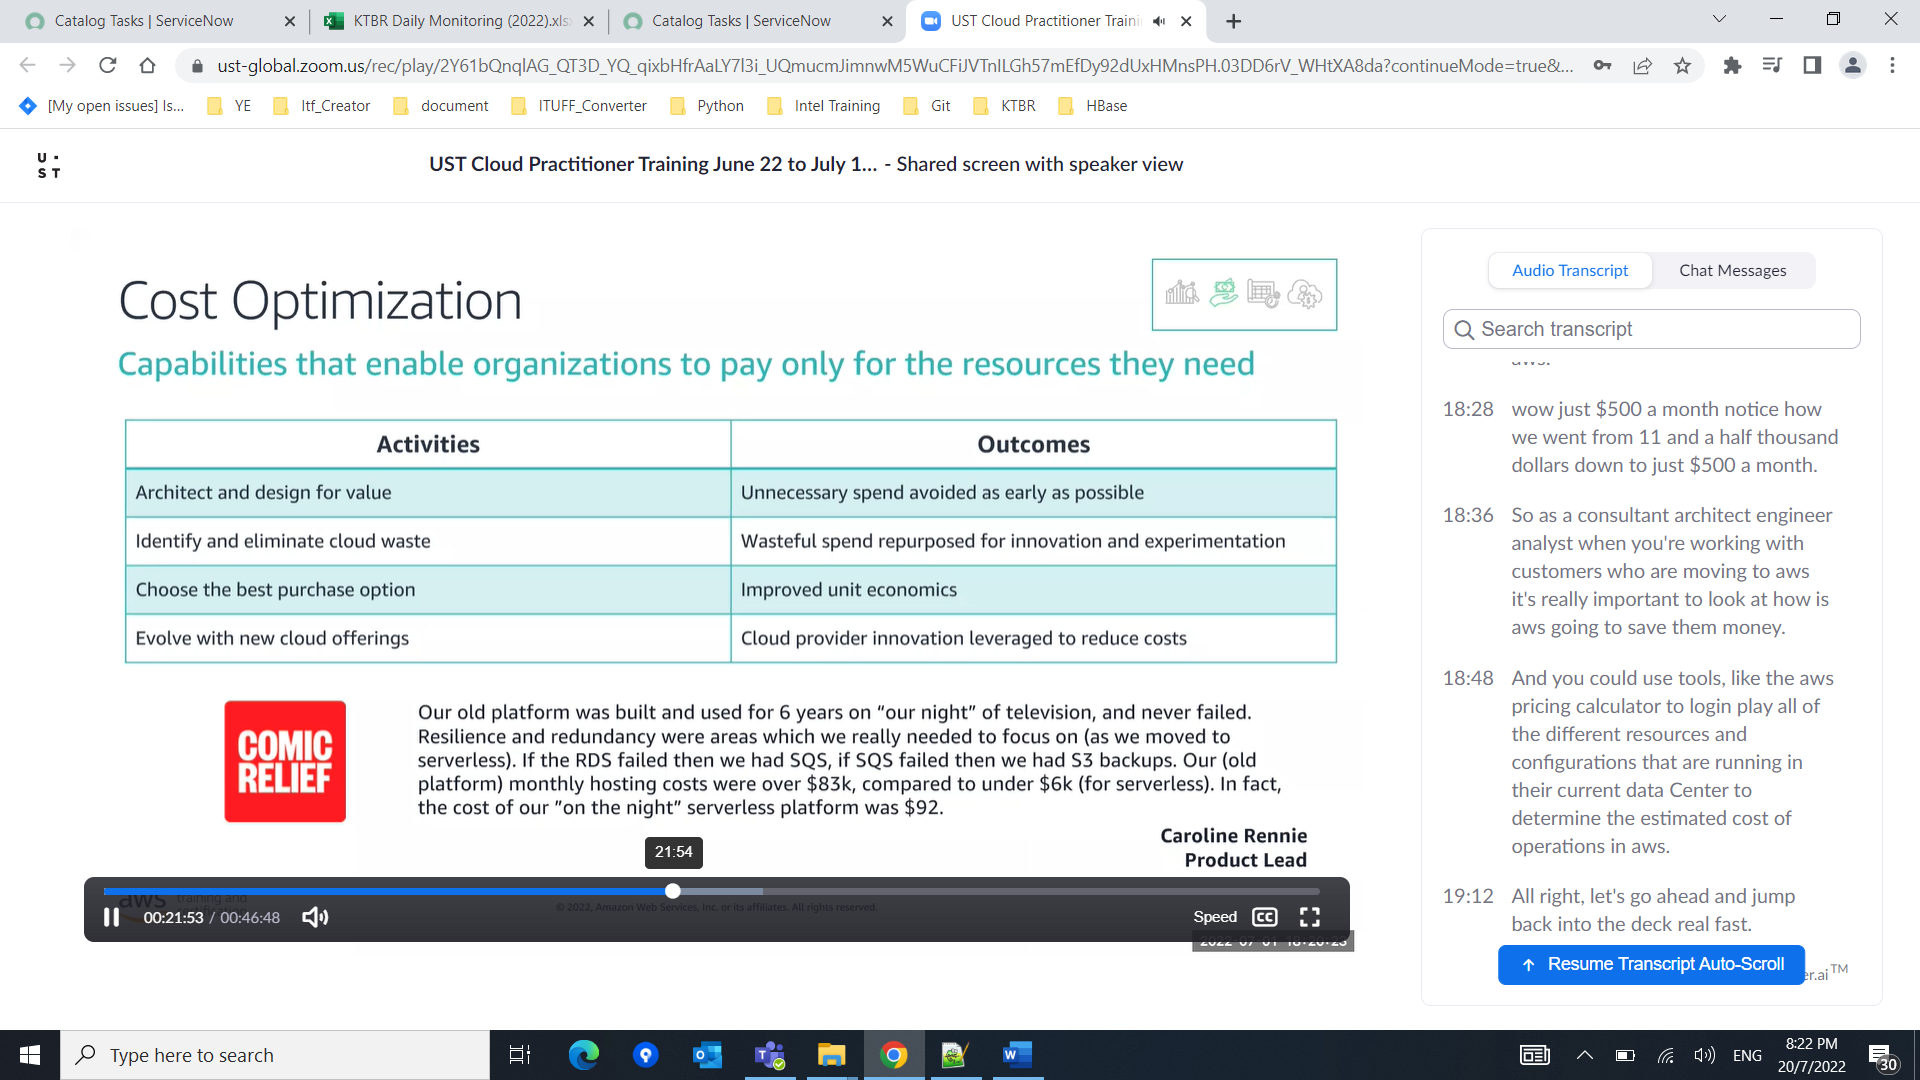 Catalog Tasks | ServiceNow
KTBR Daily Monitoring (2022).xls
Catalog Tasks | ServiceNow
UST Cloud Practitioner Traini
ust-global.zoom.us/rec/play/2Y61bQnqlAG_QT3D_YQ_qixbHfrAaLY7l3i_UQmucmJimnwM5WuCFiJVTnILGh57mEfDy92dUxHMnsPH.03DD6rV_WHtXA8da?continueMode=true&...
[My open issues] Is...
YE
Itf_Creator
document
ITUFF_Converter
Python
Intel Training
Git
KTBR
HBase
U ·
S T
UST Cloud Practitioner Training June 22 to July 1... - Shared screen with speaker view
Cost Optimization
Capabilities that enable organizations to pay only for the resources they need
Activities Outcomes
Architect and design for value Unnecessary spend avoided as early as possible
Identify and eliminate cloud waste Wasteful spend repurposed for innovation and experimentation
Choose the best purchase option Improved unit economics
Evolve with new cloud offerings Cloud provider innovation leveraged to reduce costs
COMIC
RELIEF
Our old platform was built and used for 6 years on “our night” of television, and never failed.
Resilience and redundancy were areas which we really needed to focus on (as we moved to
serverless). If the RDS failed then we had SQS, if SQS failed then we had S3 backups. Our (old
platform) monthly hosting costs were over $83k, compared to under $6k (for serverless). In fact,
the cost of our ”on the night” serverless platform was $92.
Caroline Rennie
Product Lead
21:54
aws training and
© 2022, Amazon Web Services, Inc. or its affiliates. All rights reserved.
00:21:53 / 00:46:48
Speed
CC
2022-07-01 18:20:23
Audio Transcript
Chat Messages
Search transcript
aws.
18:28 wow just $500 a month notice how
we went from 11 and a half thousand
dollars down to just $500 a month.
18:36 So as a consultant architect engineer
analyst when you're working with
customers who are moving to aws
it's really important to look at how is
aws going to save them money.
18:48 And you could use tools, like the aws
pricing calculator to login play all of
the different resources and
configurations that are running in
their current data Center to
determine the estimated cost of
operations in aws.
19:12 All right, let's go ahead and jump
back into the deck real fast.
Resume Transcript Auto-Scroll
er.ai™
Type here to search
ENG
8:22 PM
20/7/2022
30